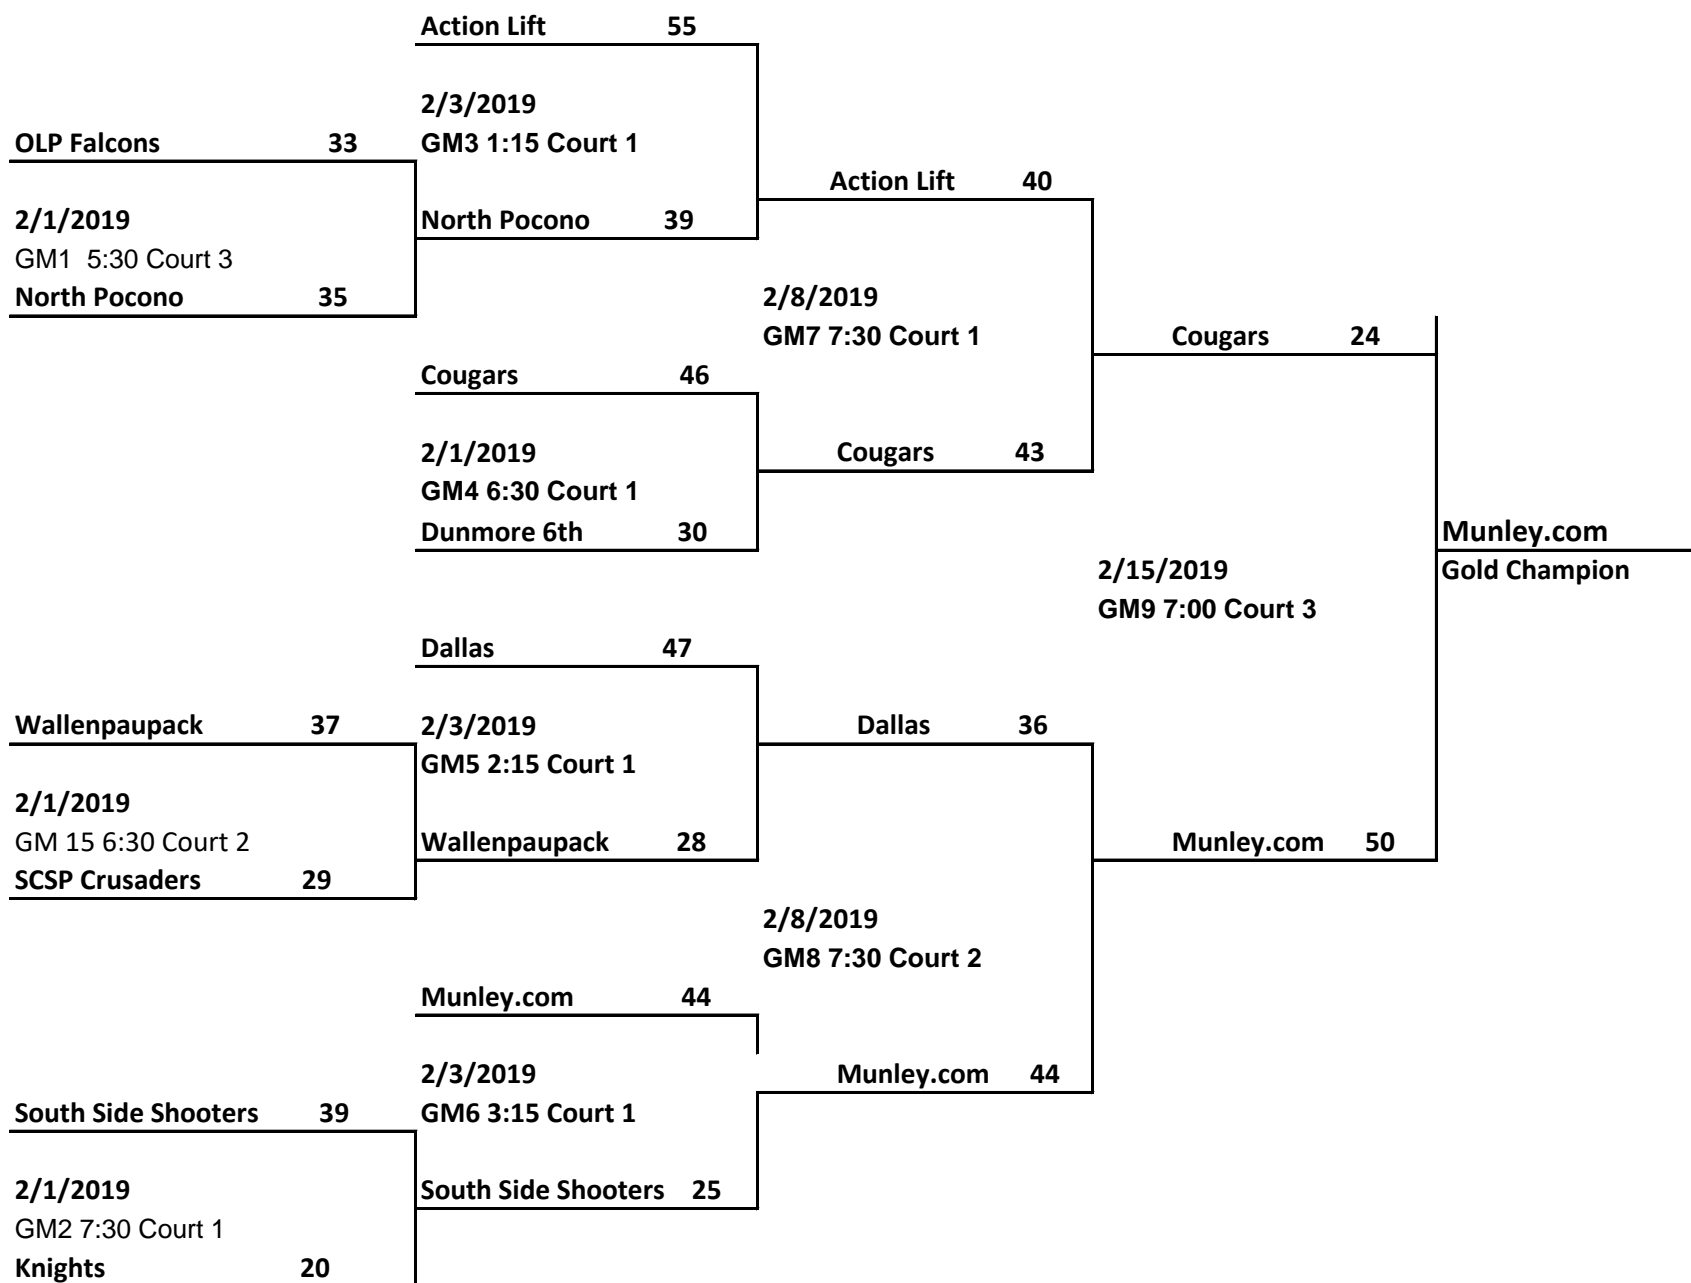 Action Lift 55
2/3/2019
OLP Falcons 33 GM3 1:15 Court 1
Action Lift 40
2/1/2019 North Pocono 39
GM1 5:30 Court 3
North Pocono 35 2/8/2019
GM7 7:30 Court 1 Cougars 24
Cougars 46
2/1/2019 Cougars 43
GM4 6:30 Court 1
Dunmore 6th 30 Munley.com
2/15/2019 Gold Champion
GM9 7:00 Court 3
Dallas 47
Wallenpaupack 37 2/3/2019 Dallas 36
GM5 2:15 Court 1
2/1/2019
GM 15 6:30 Court 2 Wallenpaupack 28 Munley.com 50
SCSP Crusaders 29
2/8/2019
GM8 7:30 Court 2
Munley.com 44
2/3/2019 Munley.com 44
South Side Shooters 39 GM6 3:15 Court 1
2/1/2019 South Side Shooters 25
GM2 7:30 Court 1
Knights 20